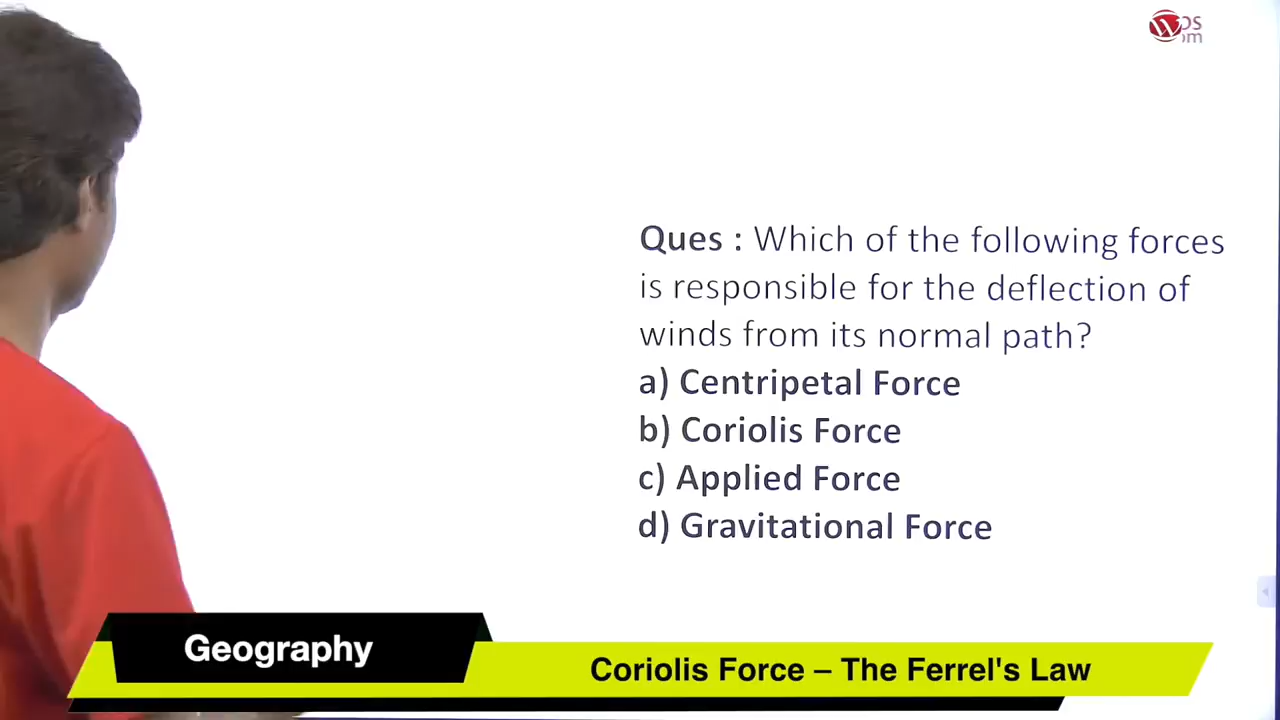 Ques : Which of the following forces
is responsible for the deflection of
winds from its normal path?
a) Centripetal Force
b) Coriolis Force
c) Applied Force
d) Gravitational Force
Geography
Coriolis Force – The Ferrel's Law